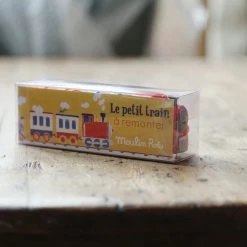 Le petit train
à remonter
Moulin Roty